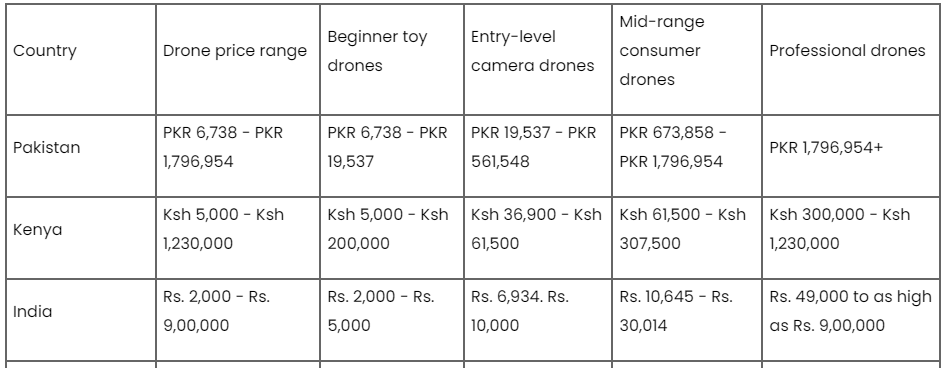 Country
Drone price range
Beginner toy
drones
Entry-level
camera drones
Mid-range
consumer
drones
Professional drones
Pakistan
PKR 6,738 - PKR
1,796,954
PKR 6,738 - PKR
19,537
PKR 19,537 - PKR
561,548
PKR 673,858 -
PKR 1,796,954
PKR 1,796,954+
Kenya
Ksh 5,000 - Ksh
1,230,000
Ksh 5,000 - Ksh
200,000
Ksh 36,900 - Ksh
61,500
Ksh 61,500 - Ksh
307,500
Ksh 300,000 - Ksh
1,230,000
India
Rs. 2,000 - Rs.
9,00,000
Rs. 2,000 - Rs.
5,000
Rs. 6,934. Rs.
10,000
Rs. 10,645 - Rs.
30,014
Rs. 49,000 to as high
as Rs. 9,00,000